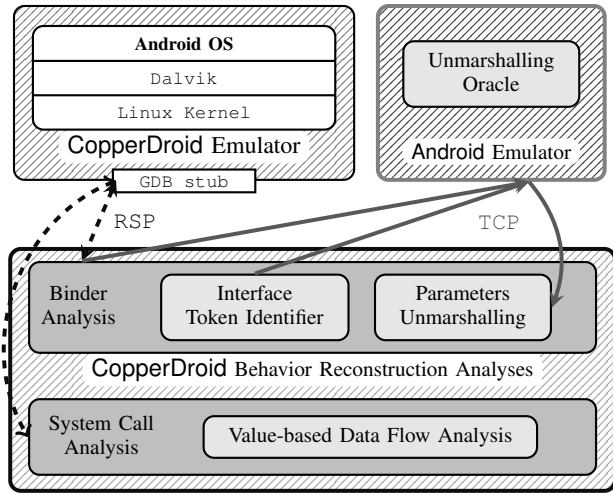 Android OS
Dalvik
Linux Kernel
CopperDroid Emulator
GDB stub
Unmarshalling
Oracle
Android Emulator
RSP
TCP
Binder
Analysis
Interface
Token Identifier
Parameters
Unmarshalling
CopperDroid Behavior Reconstruction Analyses
System Call
Analysis
Value-based Data Flow Analysis